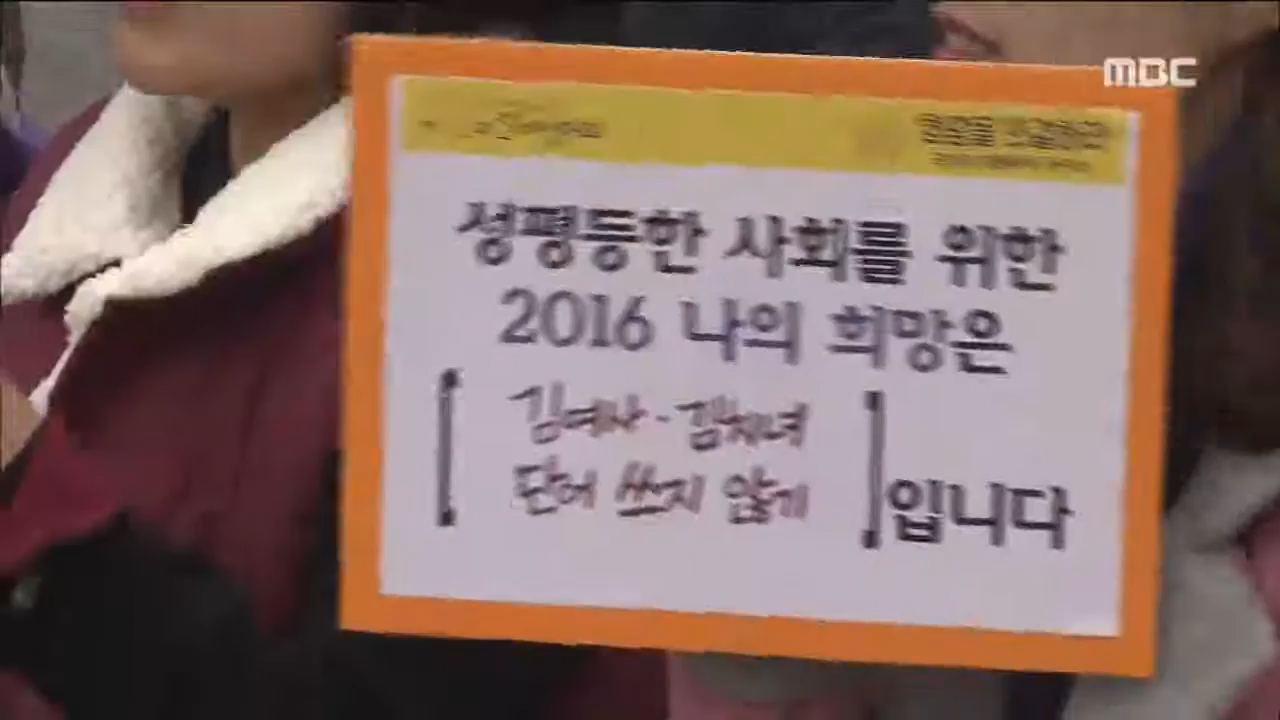 MBC
성평등한 사회를 위한
2016 나의 희망은
[김여사·김치녀
단어 쓰지 않기] 입니다